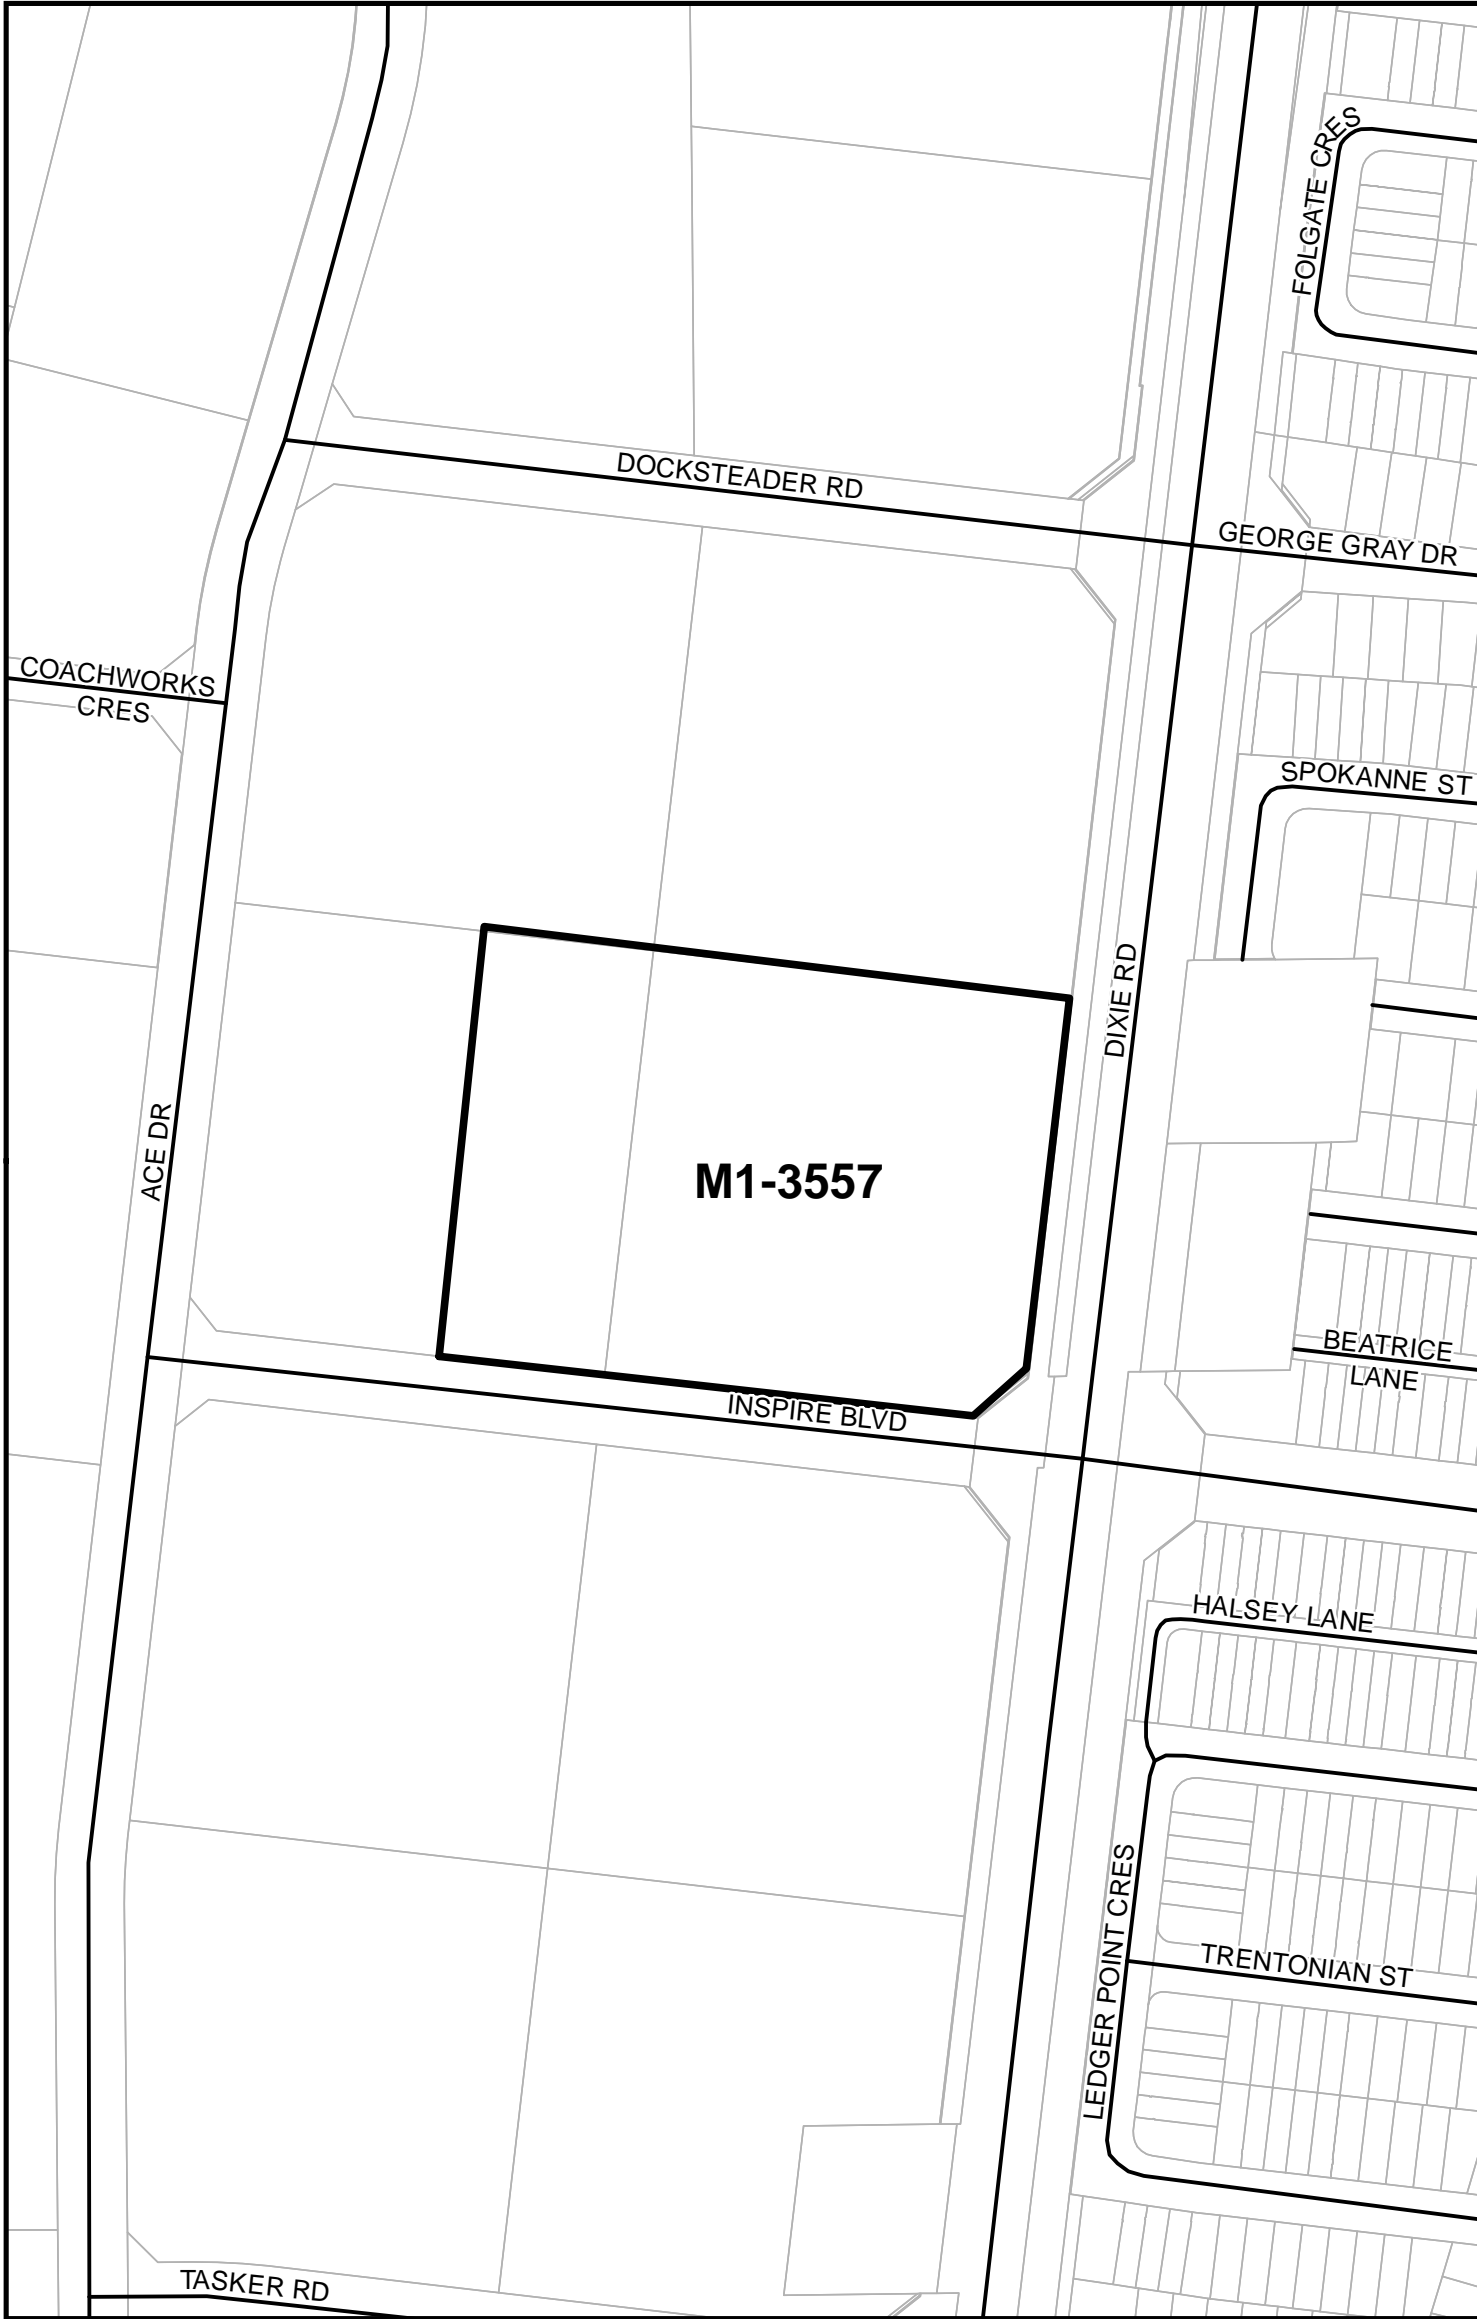 FOLGATE CRES
DOCKSTEADER RD
GEORGE GRAY DR
COACHWORKS
CRES
SPOKANNE ST
DIXIE RD
ACE DR
M1-3557
BEATRICE
LANE
INSPIRE BLVD
HALSEY LANE
LEDGER POINT CRES
TRENTONIAN ST
TASKER RD